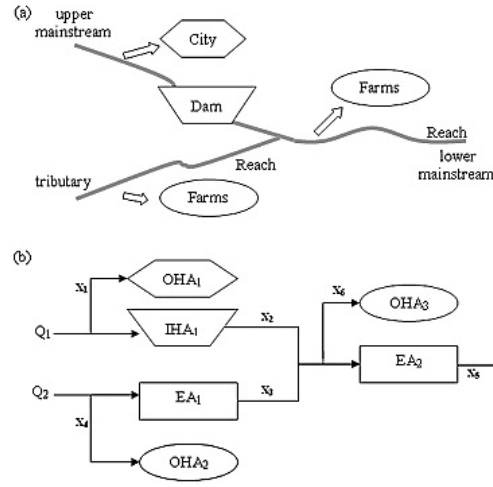 (a)
upper
mainstream
City
Dam
Farms
Reach
lower
mainstream
Reach
tributary
Farms
(b)
X₁
OHA₁
Q₁
IHA₁
X₂
X₆
OHA₃
EA₂
X₅
Q₂
EA₁
X₃
X₄
OHA₂